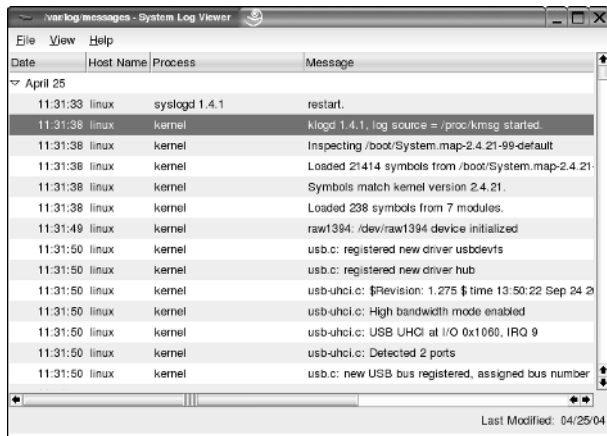 /var/log/messages - System Log Viewer
File View Help
Date Host Name Process Message
April 25
11:31:33 linux syslogd 1.4.1 restart.
11:31:38 linux kernel klogd 1.4.1, log source = /proc/kmsg started.
11:31:38 linux kernel Inspecting /boot/System.map-2.4.21-99-default
11:31:38 linux kernel Loaded 21414 symbols from /boot/System.map-2.4.21-
11:31:38 linux kernel Symbols match kernel version 2.4.21.
11:31:38 linux kernel Loaded 238 symbols from 7 modules.
11:31:49 linux kernel raw1394: /dev/raw1394 device initialized
11:31:50 linux kernel usb.c: registered new driver usbdevfs
11:31:50 linux kernel usb.c: registered new driver hub
11:31:50 linux kernel usb-uhci.c: $Revision: 1.275 $ time 13:50:22 Sep 24 2
11:31:50 linux kernel usb-uhci.c: High bandwidth mode enabled
11:31:50 linux kernel usb-uhci.c: USB UHCI at I/O 0x1060, IRQ 9
11:31:50 linux kernel usb-uhci.c: Detected 2 ports
11:31:50 linux kernel usb.c: new USB bus registered, assigned bus number
Last Modified: 04/25/04